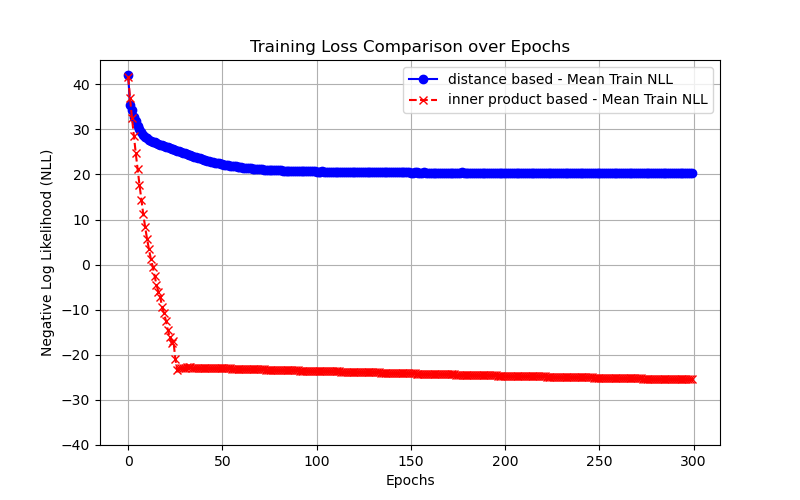 Training Loss Comparison over Epochs
distance based - Mean Train NLL
inner product based - Mean Train NLL
Negative Log Likelihood (NLL)
40
30
20
10
0
−10
−20
−30
−40
0 50 100 150 200 250 300
Epochs